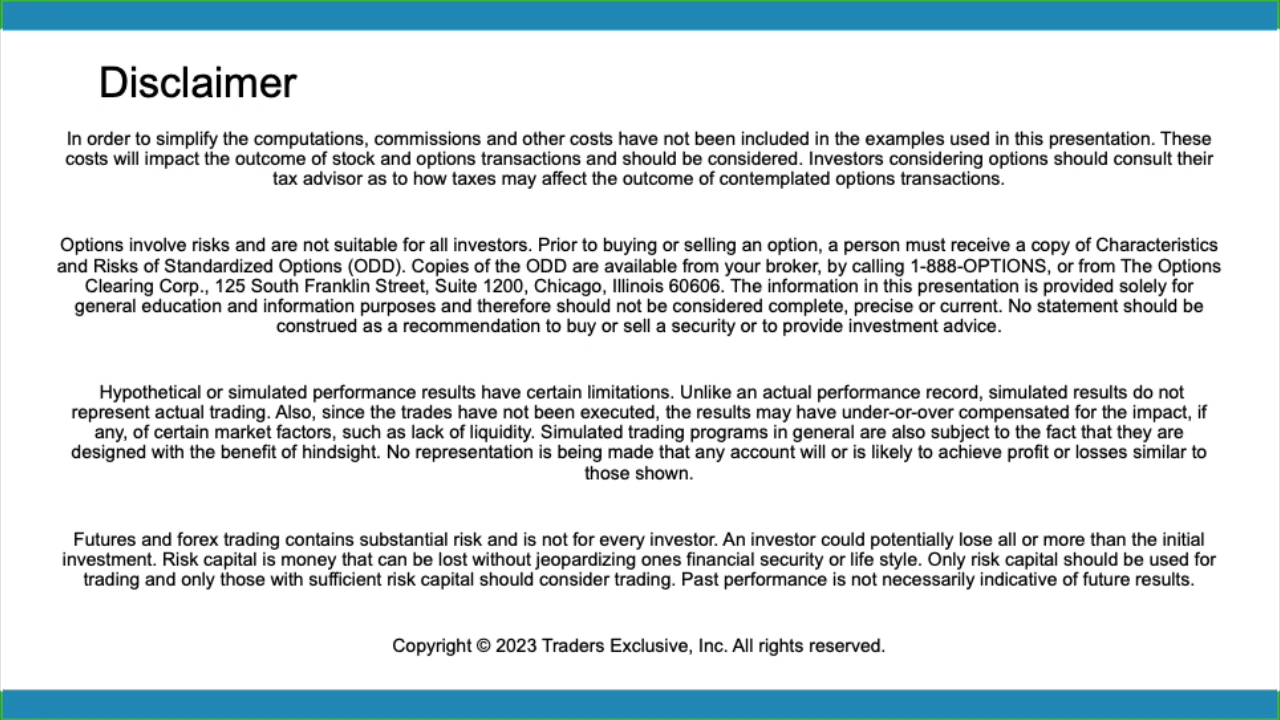 Disclaimer
In order to simplify the computations, commissions and other costs have not been included in the examples used in this presentation. These
costs will impact the outcome of stock and options transactions and should be considered. Investors considering options should consult their
tax advisor as to how taxes may affect the outcome of contemplated options transactions.
Options involve risks and are not suitable for all investors. Prior to buying or selling an option, a person must receive a copy of Characteristics
and Risks of Standardized Options (ODD). Copies of the ODD are available from your broker, by calling 1-888-OPTIONS, or from The Options
Clearing Corp., 125 South Franklin Street, Suite 1200, Chicago, Illinois 60606. The information in this presentation is provided solely for
general education and information purposes and therefore should not be considered complete, precise or current. No statement should be
construed as a recommendation to buy or sell a security or to provide investment advice.
Hypothetical or simulated performance results have certain limitations. Unlike an actual performance record, simulated results do not
represent actual trading. Also, since the trades have not been executed, the results may have under-or-over compensated for the impact, if
any, of certain market factors, such as lack of liquidity. Simulated trading programs in general are also subject to the fact that they are
designed with the benefit of hindsight. No representation is being made that any account will or is likely to achieve profit or losses similar to
those shown.
Futures and forex trading contains substantial risk and is not for every investor. An investor could potentially lose all or more than the initial
investment. Risk capital is money that can be lost without jeopardizing ones financial security or life style. Only risk capital should be used for
trading and only those with sufficient risk capital should consider trading. Past performance is not necessarily indicative of future results.
Copyright © 2023 Traders Exclusive, Inc. All rights reserved.